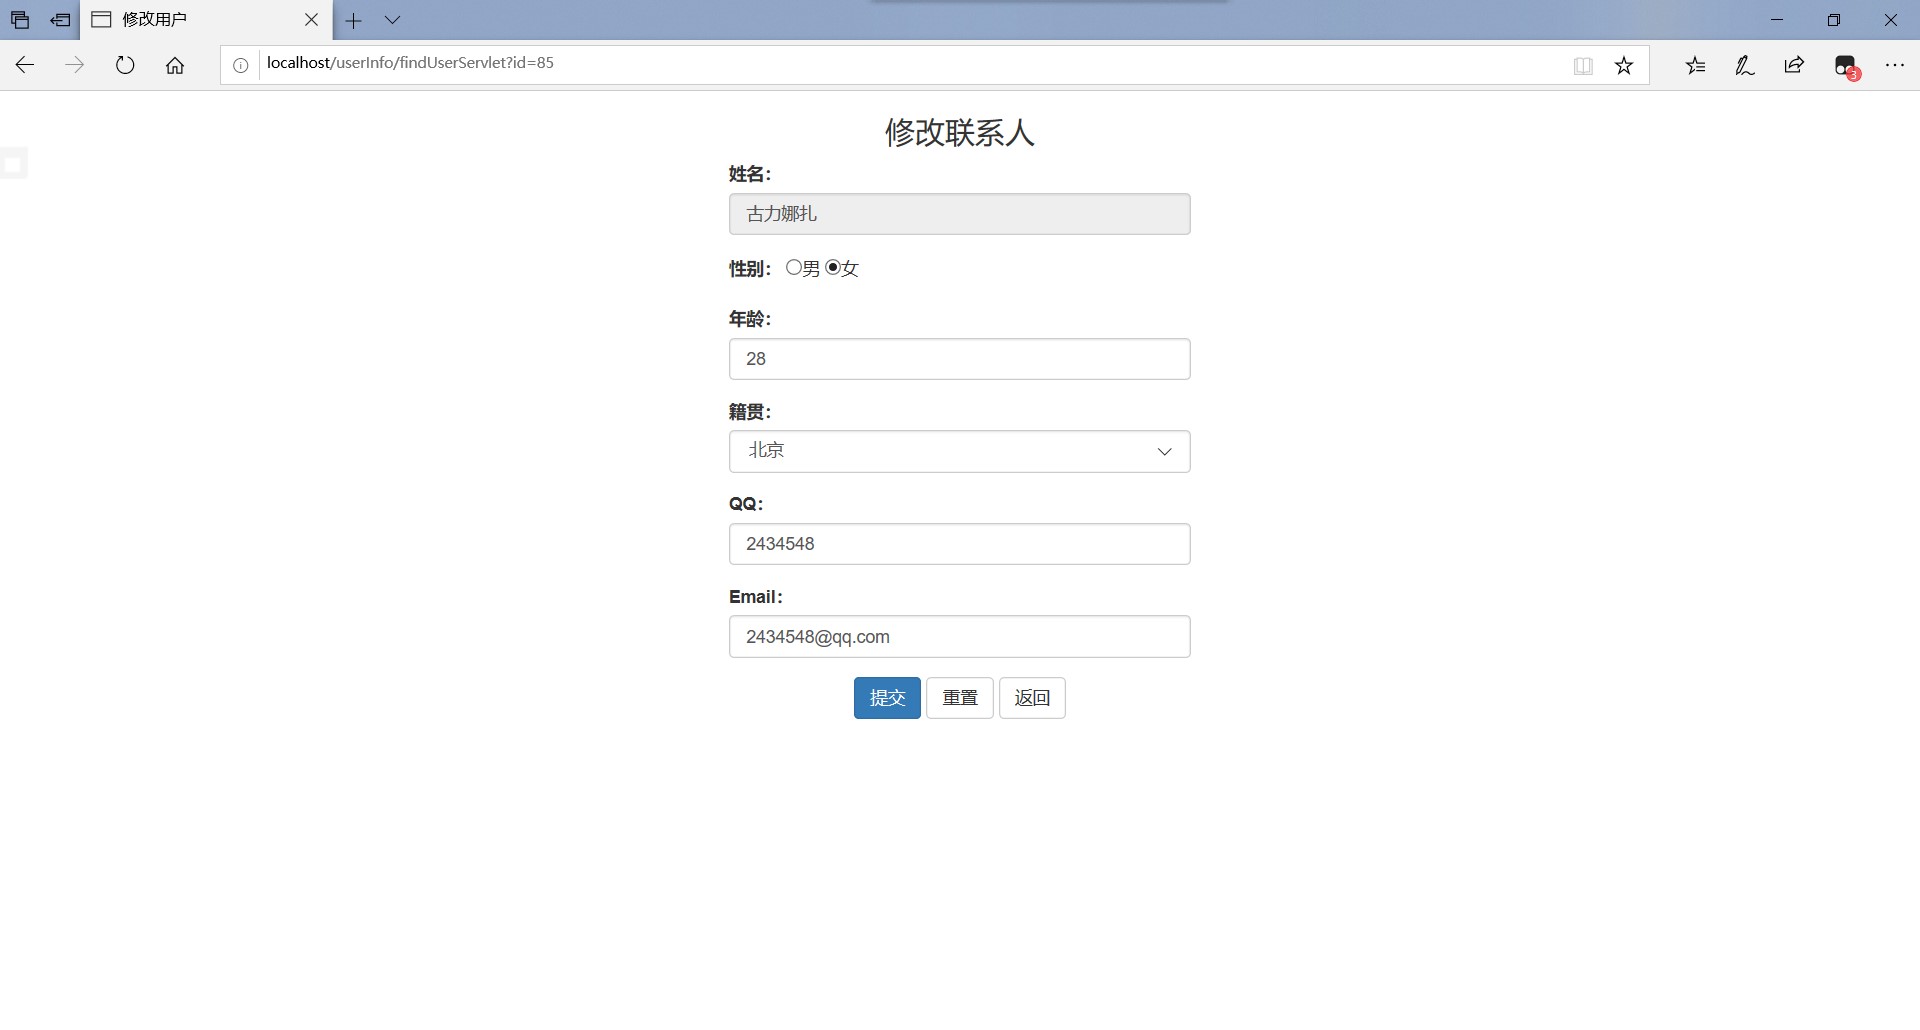 修改用户
localhost/userInfo/findUserServlet?id=85
3
修改联系人
姓名：
古力娜扎
性别： 男 女
年龄：
28
籍贯：
北京
QQ：
2434548
Email：
2434548@qq.com
提交 重置 返回